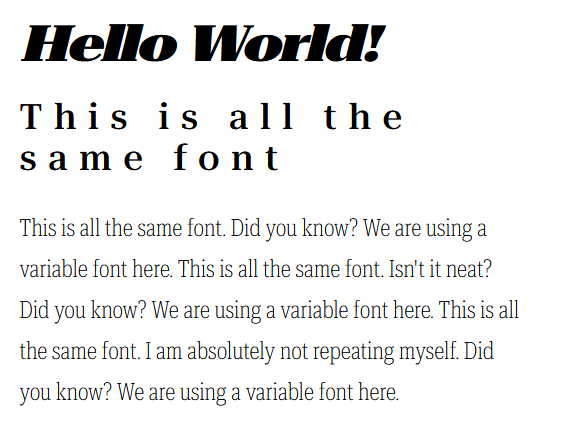 Hello World!
This is all the
same font
This is all the same font. Did you know? We are using a
variable font here. This is all the same font. Isn't it neat?
Did you know? We are using a variable font here. This is all
the same font. I am absolutely not repeating myself. Did
you know? We are using a variable font here.